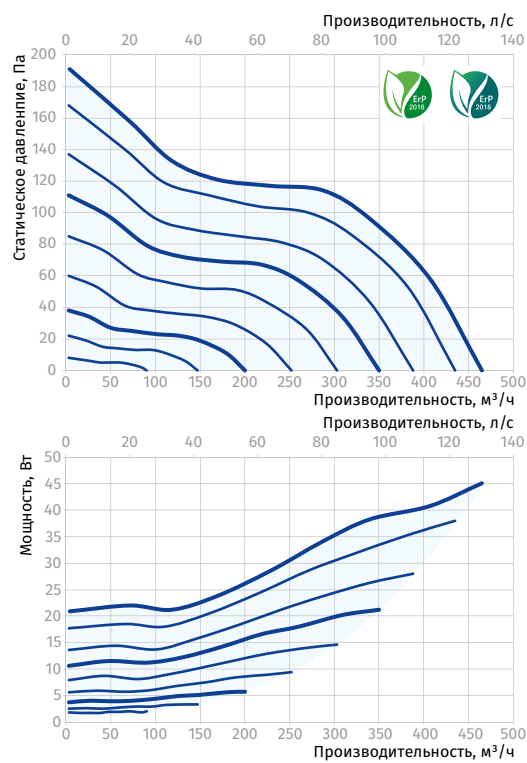 Производительность, л/с
0 20 40 60 80 100 120 140
Статическое давленпие, Па
200
180
160
140
120
100
80
60
40
20
0
ErP
2016
ErP
2018
0 50 100 150 200 250 300 350 400 450 500
Производительность, м³/ч
Производительность, л/с
0 20 40 60 80 100 120 140
Мощность, Вт
50
45
40
35
30
25
20
15
10
5
0
0 50 100 150 200 250 300 350 400 450 500
Производительность, м³/ч